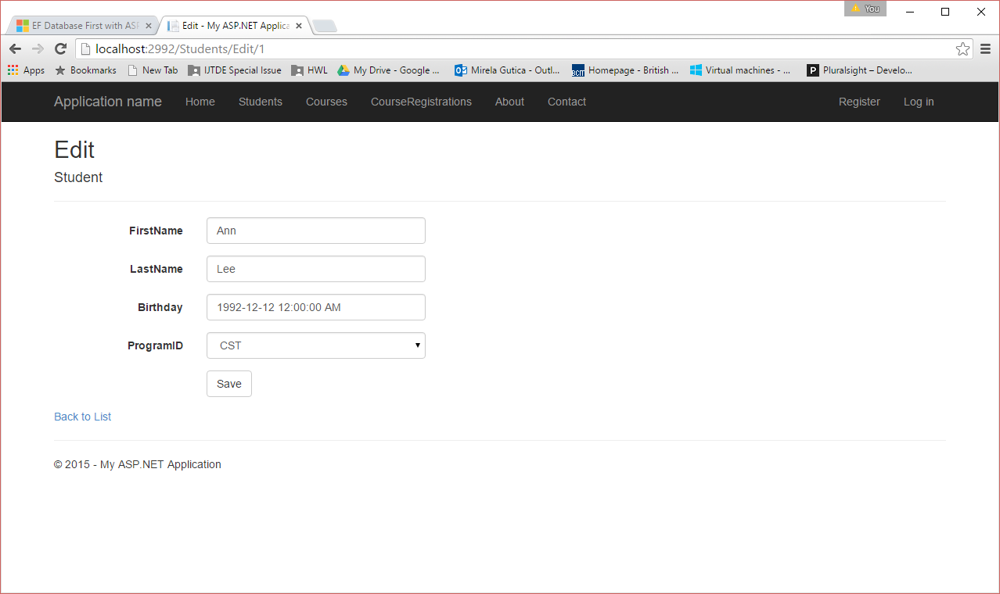 You
EF Database First with ASP
Edit - My ASP.NET Applica
localhost:2992/Students/Edit/1
Apps Bookmarks New Tab IJTDE Special Issue HWL My Drive - Google ... Mirela Gutica - Outl... BCIT Homepage - British ... Virtual machines - ... P Pluralsight – Develo...
Application name Home Students Courses CourseRegistrations About Contact Register Log in
Edit
Student
FirstName Ann
LastName Lee
Birthday 1992-12-12 12:00:00 AM
ProgramID CST
Save
Back to List
© 2015 - My ASP.NET Application